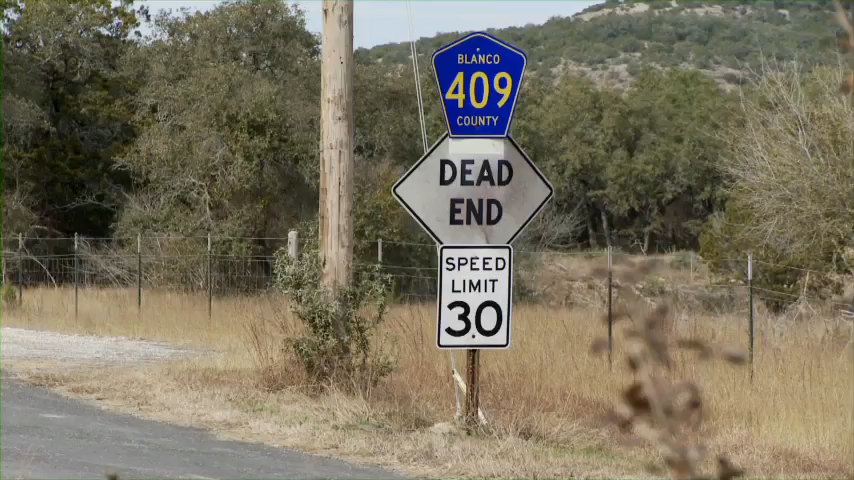 BLANCO
409
COUNTY
DEAD
END
SPEED
LIMIT
30